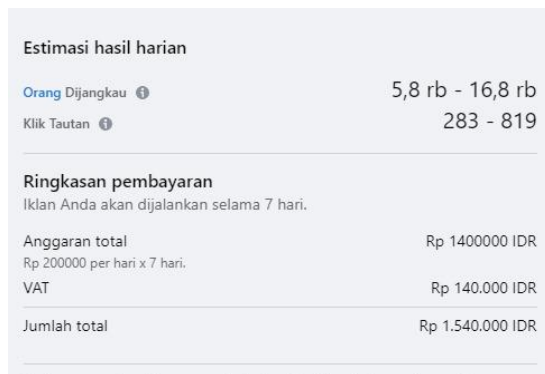 Estimasi hasil harian
Orang Dijangkau 5,8 rb - 16,8 rb
Klik Tautan 283 - 819
Ringkasan pembayaran
Iklan Anda akan dijalankan selama 7 hari.
Anggaran total Rp 1400000 IDR
Rp 200000 per hari x 7 hari.
VAT Rp 140.000 IDR
Jumlah total Rp 1.540.000 IDR